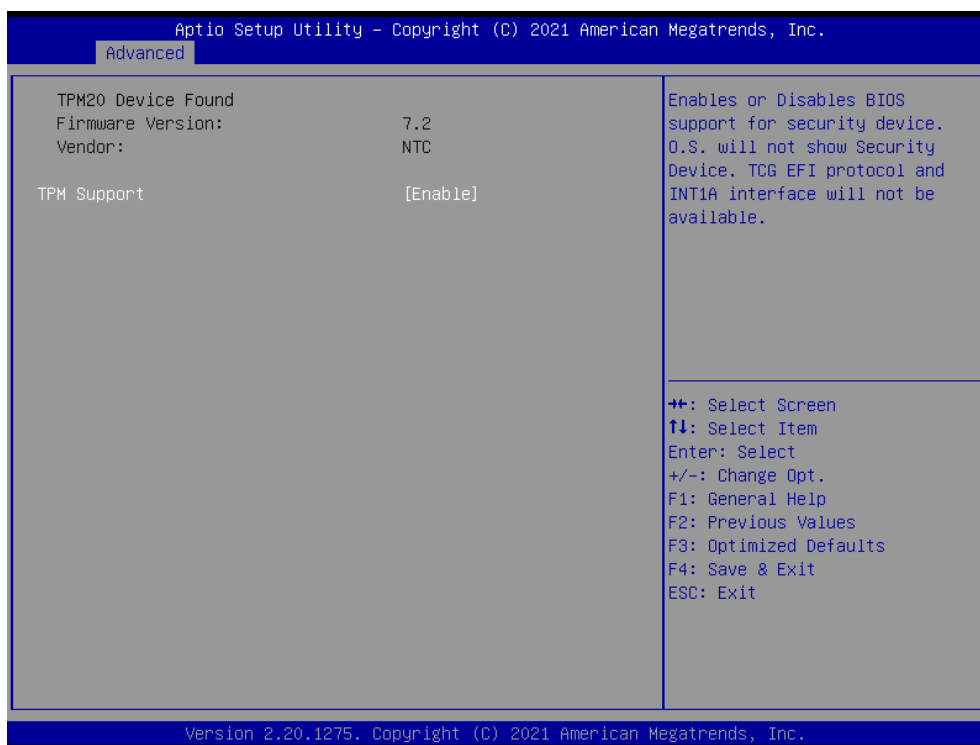 Aptio Setup Utility – Copyright (C) 2021 American Megatrends, Inc.
Advanced
TPM20 Device Found
Firmware Version: 7.2
Vendor: NTC
TPM Support [Enable]
Enables or Disables BIOS
support for security device.
O.S. will not show Security
Device. TCG EFI protocol and
INT1A interface will not be
available.
→←: Select Screen
↑↓: Select Item
Enter: Select
+/-: Change Opt.
F1: General Help
F2: Previous Values
F3: Optimized Defaults
F4: Save & Exit
ESC: Exit
Version 2.20.1275. Copyright (C) 2021 American Megatrends, Inc.